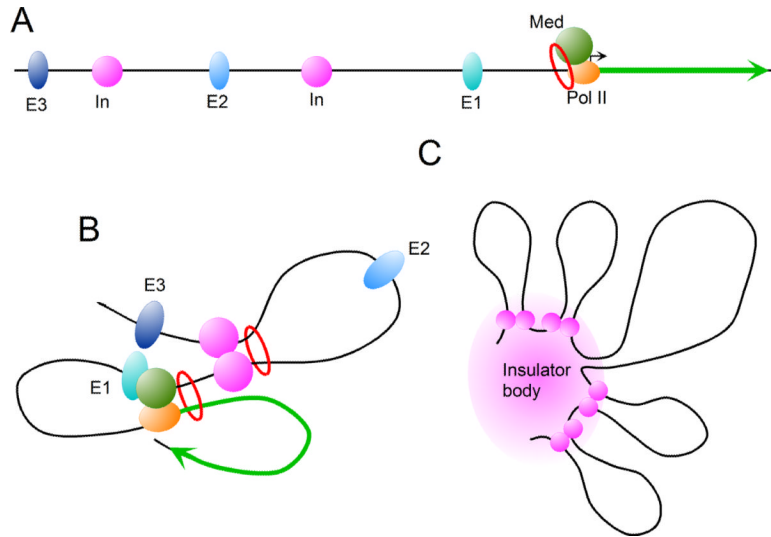 A
Med
E3
In
E2
In
E1
Pol II
C
B
E2
E3
E1
Insulator
body